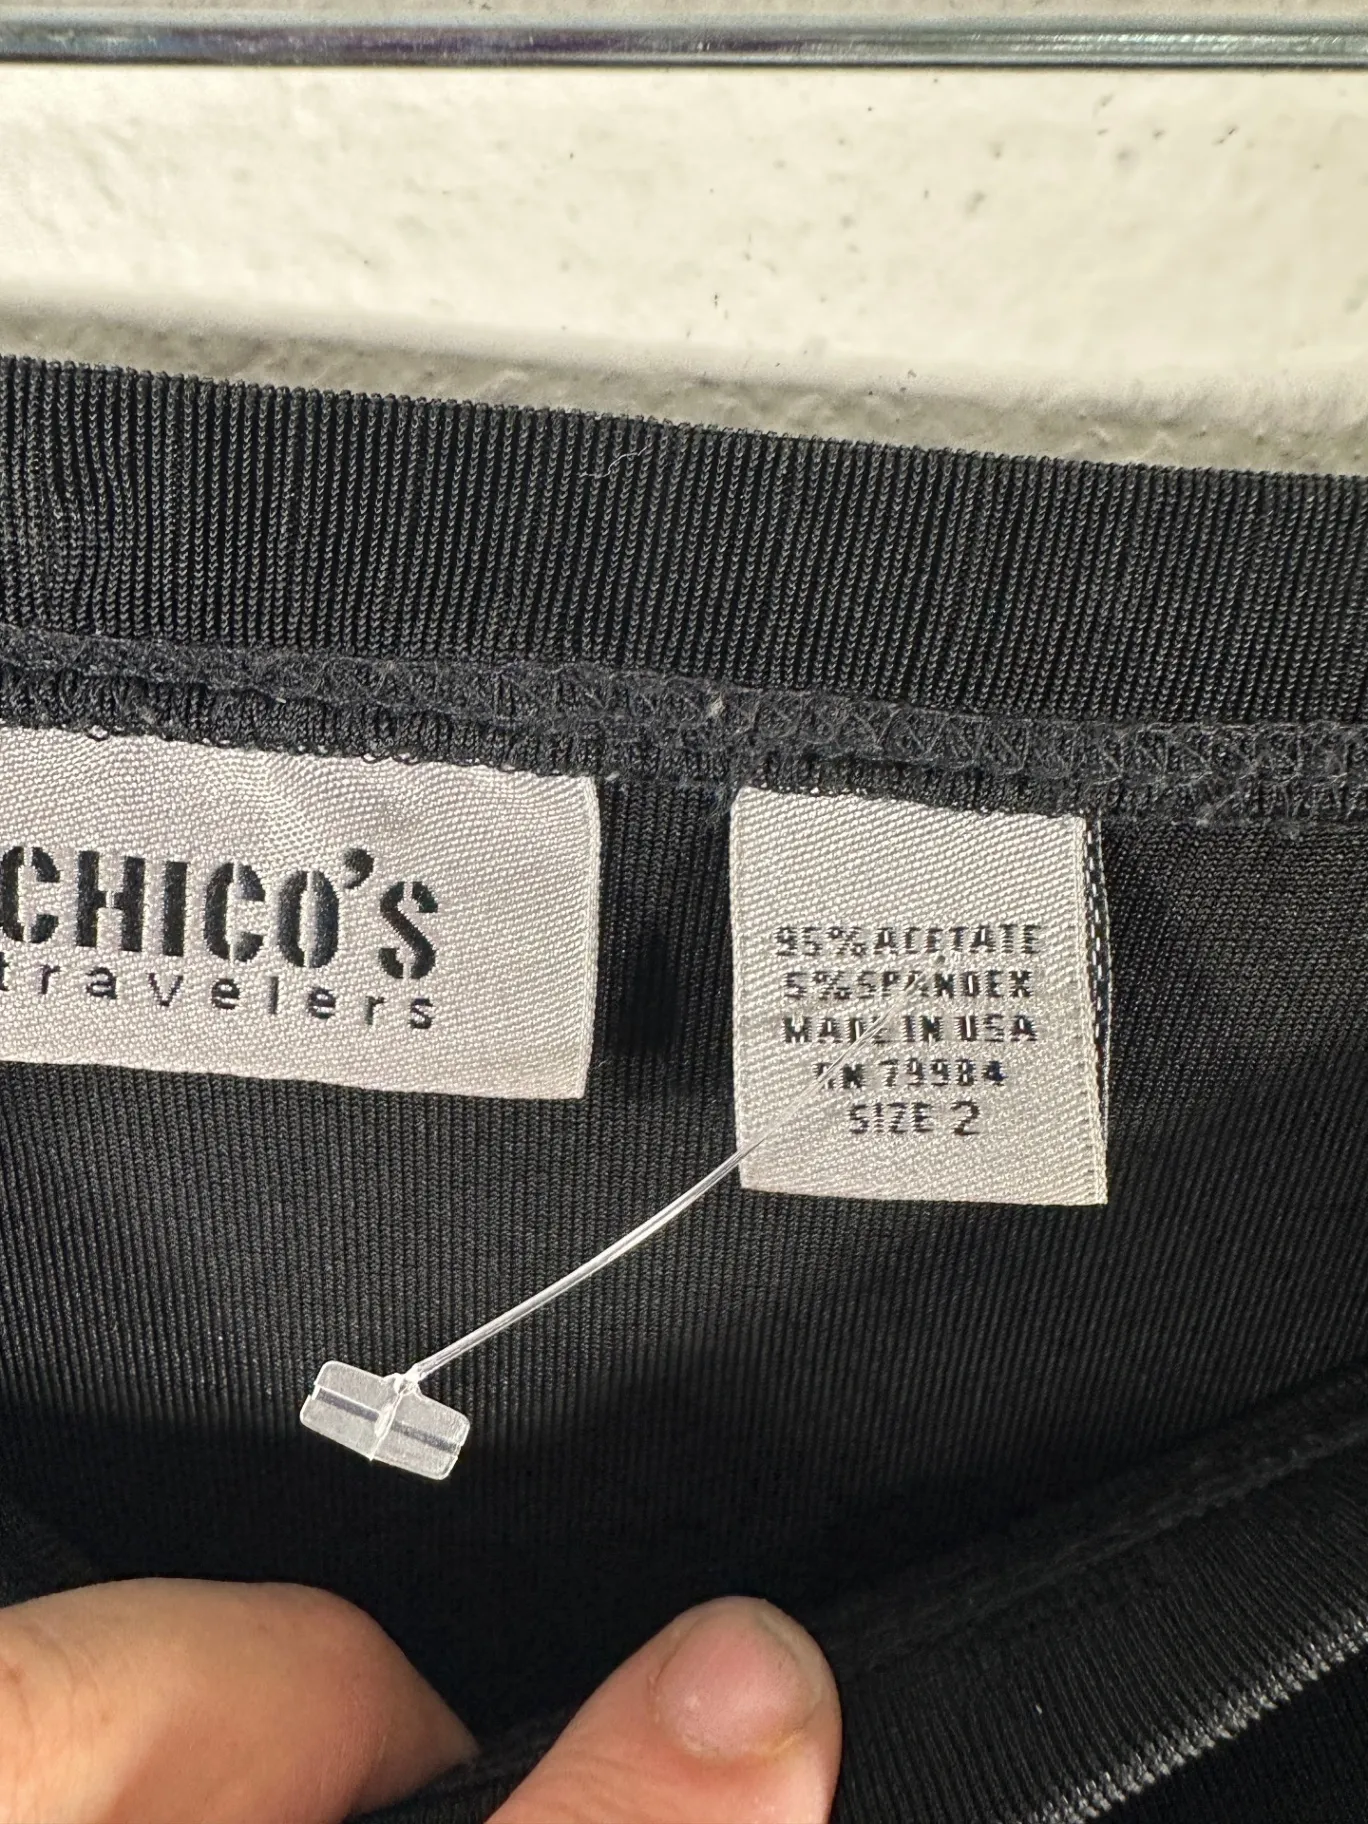 CHICO'S
travelers
95% ACETATE
5% SPANDEX
MADE IN USA
RN 79984
SIZE 2